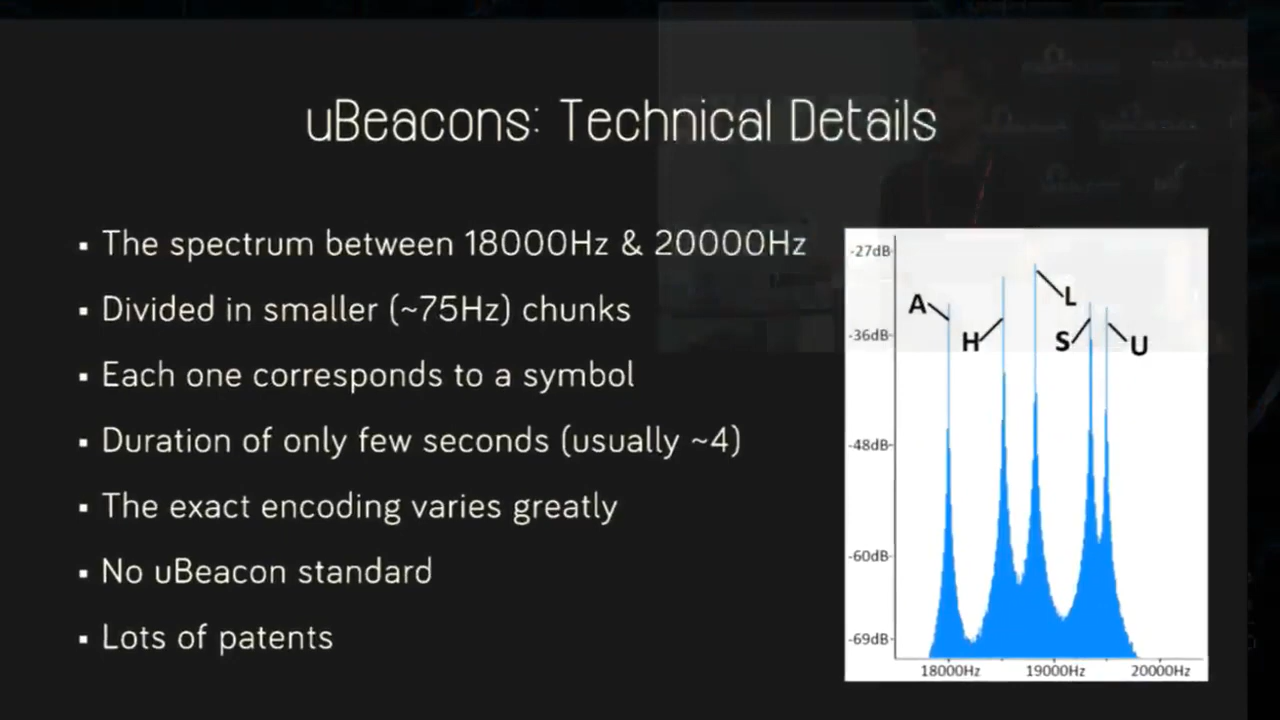 uBeacons: Technical Details
▪ The spectrum between 18000Hz & 20000Hz
▪ Divided in smaller (~75Hz) chunks
▪ Each one corresponds to a symbol
▪ Duration of only few seconds (usually ~4)
▪ The exact encoding varies greatly
▪ No uBeacon standard
▪ Lots of patents
-27dB
A
L
-36dB
H
S
U
-48dB
-60dB
-69dB
18000Hz 19000Hz 20000Hz